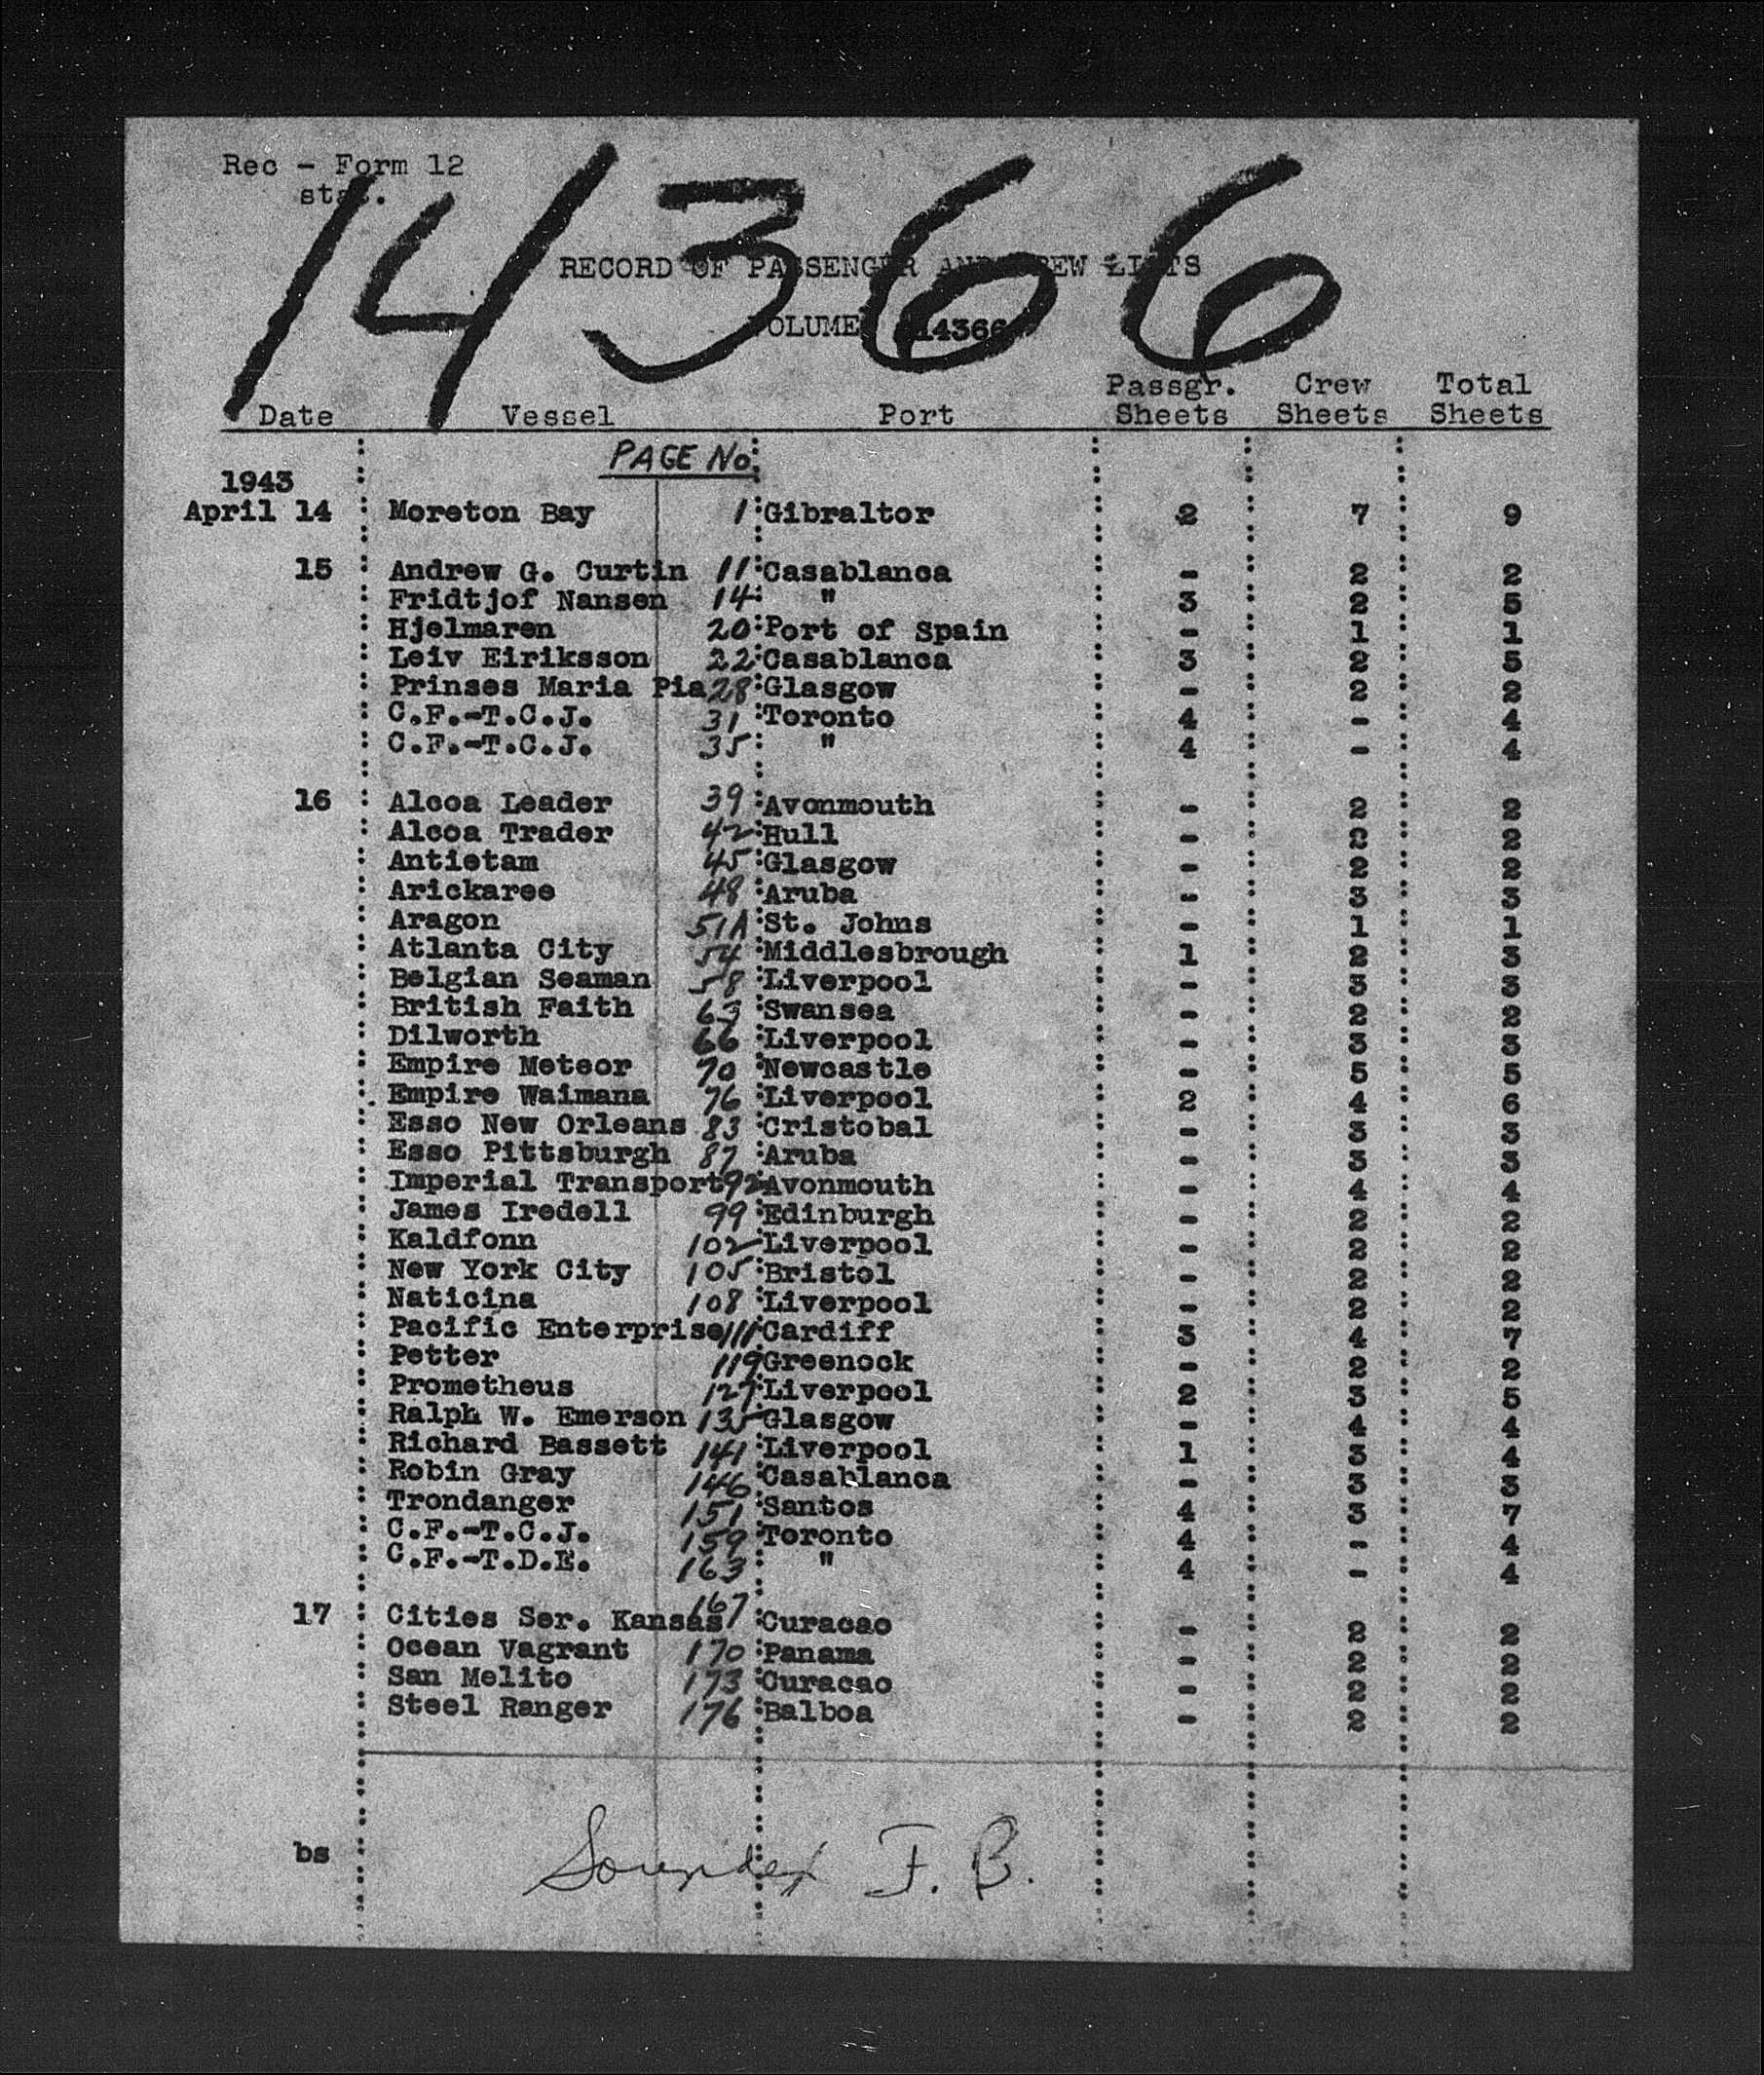 Rec - Form 12
stat.
14366
RECORD OF PASSENGER AND CREW LISTS
VOLUME 14366
Passgr. Crew Total
Date Vessel Port Sheets Sheets Sheets
PAGE No.
1943
April 14 Moreton Bay 1 Gibraltor 2 7 9
15 Andrew G. Curtin 11 Casablanca - 2 2
Fridtjof Nansen 14 " 3 2 5
Hjelmaren 20 Port of Spain - 1 1
Leiv Eiriksson 22 Casablanca 3 2 5
Prinses Maria Pia 28 Glasgow - 2 2
C.F.-T.C.J. 31 Toronto 4 - 4
C.F.-T.C.J. 35 " 4 - 4
16 Alcoa Leader 39 Avonmouth - 2 2
Alcoa Trader 42 Hull - 2 2
Antietam 45 Glasgow - 2 2
Arickaree 48 Aruba - 3 3
Aragon 51A St. Johns - 1 1
Atlanta City 54 Middlesbrough 1 2 3
Belgian Seaman 58 Liverpool - 3 3
British Faith 63 Swansea - 2 2
Dilworth 66 Liverpool - 3 3
Empire Meteor 70 Newcastle - 5 5
Empire Waimana 76 Liverpool 2 4 6
Esso New Orleans 83 Cristobal - 3 3
Esso Pittsburgh 87 Aruba - 3 3
Imperial Transport 92 Avonmouth - 4 4
James Iredell 99 Edinburgh - 2 2
Kaldfonn 102 Liverpool - 2 2
New York City 105 Bristol - 2 2
Naticina 108 Liverpool - 2 2
Pacific Enterprise 111 Cardiff 3 4 7
Petter 119 Greenock - 2 2
Prometheus 127 Liverpool 2 3 5
Ralph W. Emerson 135 Glasgow - 4 4
Richard Bassett 141 Liverpool 1 3 4
Robin Gray 146 Casablanca - 3 3
Trondanger 151 Santos 4 3 7
C.F.-T.C.J. 159 Toronto 4 - 4
C.F.-T.D.E. 163 " 4 - 4
17 Cities Ser. Kansas 167 Curacao - 2 2
Ocean Vagrant 170 Panama - 2 2
San Melito 173 Curacao - 2 2
Steel Ranger 176 Balboa - 2 2
bs Soundex F. B.